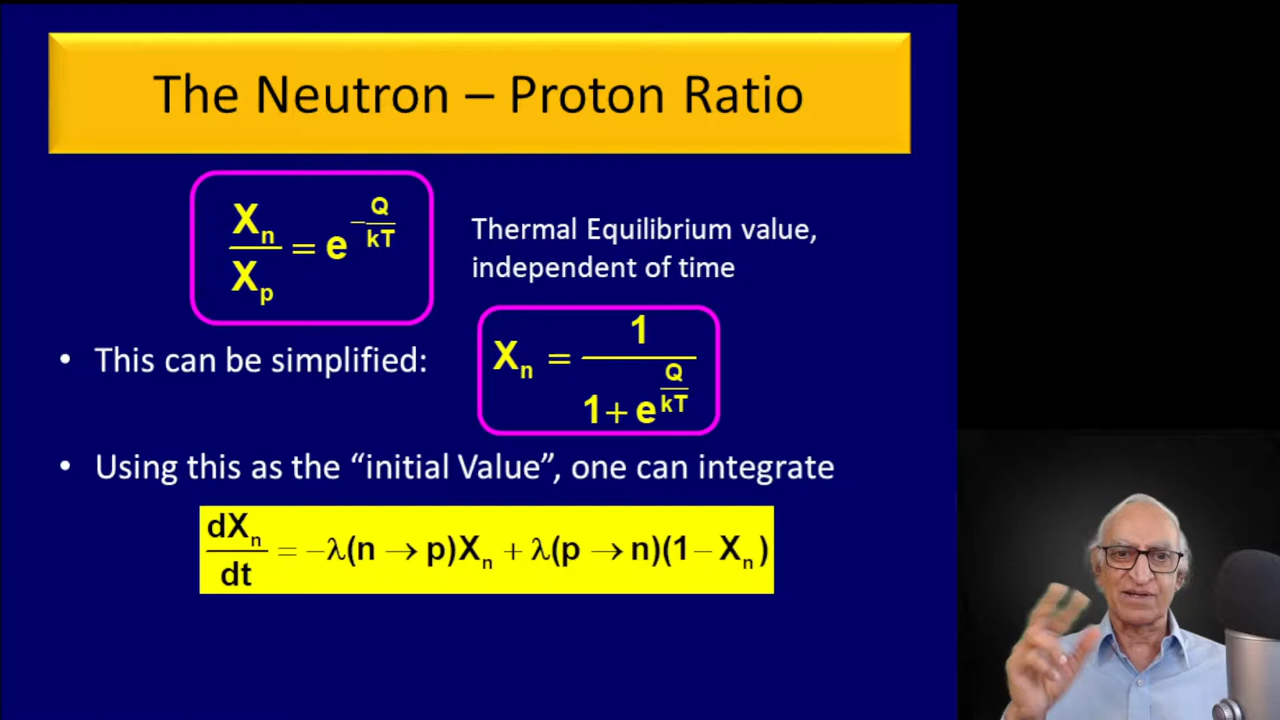 The Neutron – Proton Ratio
Xn/Xp = e^(-Q/kT)
Thermal Equilibrium value,
independent of time
• This can be simplified:
Xn = 1/(1+e^(Q/kT))
• Using this as the “initial Value”, one can integrate
dXn/dt = -λ(n → p)Xn + λ(p → n)(1 - Xn)